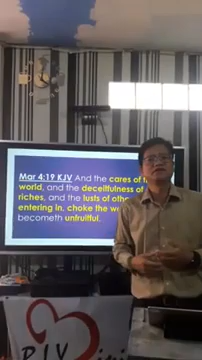 Mar 4:19 KJV And the cares of
world, and the deceitfulness of
riches, and the lusts of
entering in, choke the
becometh unfruitful.